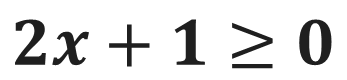 2x + 1 ≥ 0